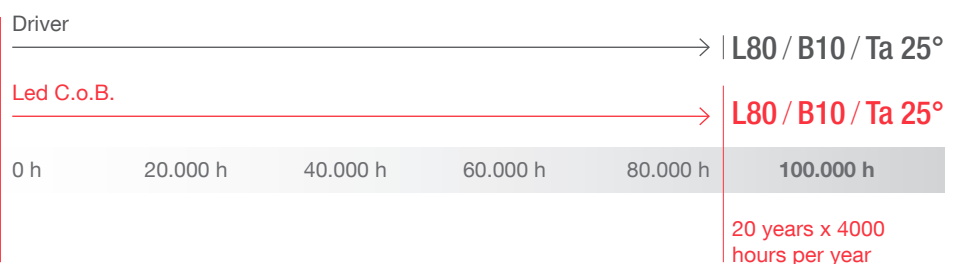 Driver
L80 / B10 / Ta 25°
Led C.o.B.
L80 / B10 / Ta 25°
0 h 20.000 h 40.000 h 60.000 h 80.000 h 100.000 h
20 years x 4000
hours per year